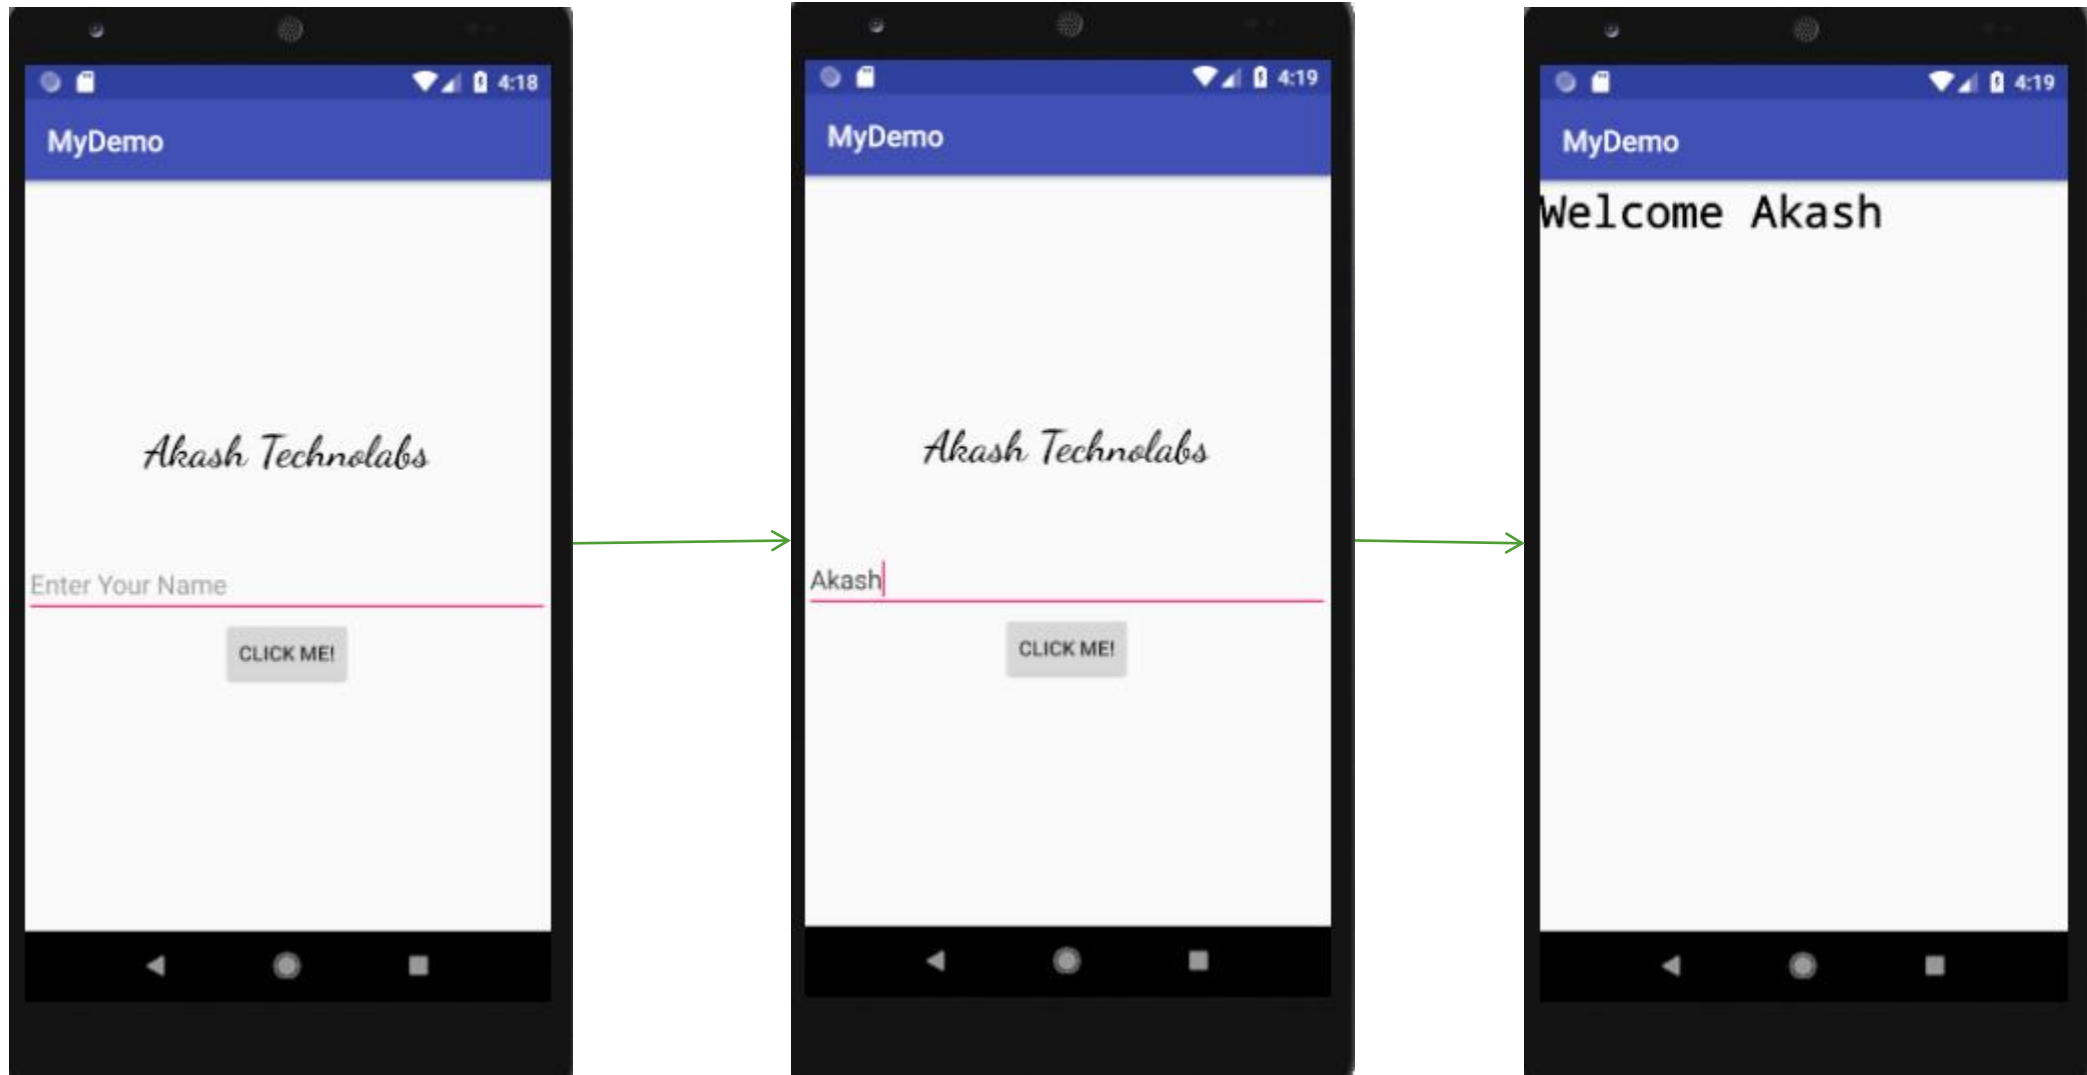 4:18
MyDemo
Akash Technolabs
Enter Your Name
CLICK ME!
4:19
MyDemo
Akash Technolabs
Akash
CLICK ME!
4:19
MyDemo
Welcome Akash